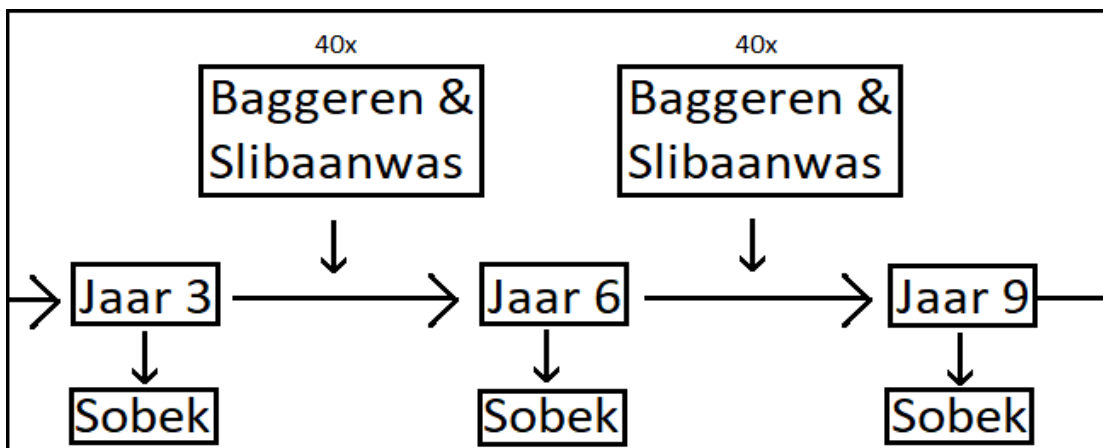 40x
Baggeren &
Slibaanwas
40x
Baggeren &
Slibaanwas
Jaar 3
Jaar 6
Jaar 9
Sobek
Sobek
Sobek